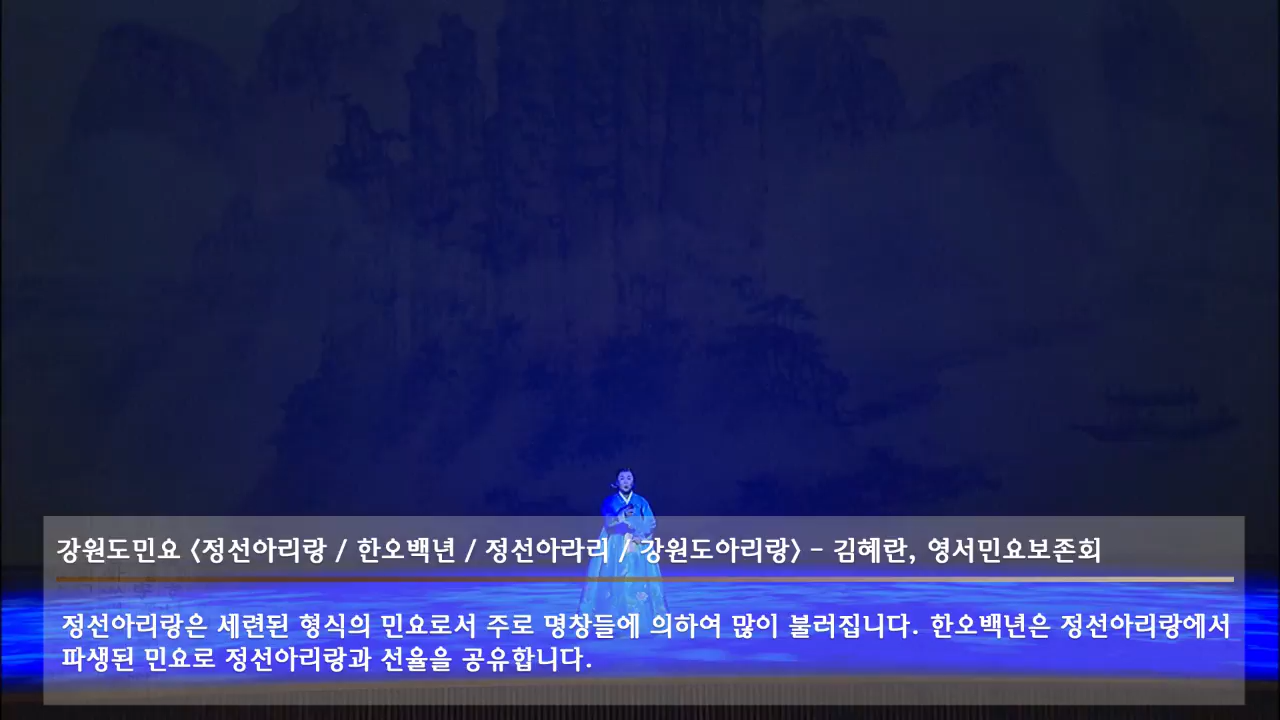 강원도민요 <정선아리랑 / 한오백년 / 정선아라리 / 강원도아리랑> - 김혜란, 영서민요보존회
정선아리랑은 세련된 형식의 민요로서 주로 명창들에 의하여 많이 불러집니다. 한오백년은 정선아리랑에서
파생된 민요로 정선아리랑과 선율을 공유합니다.